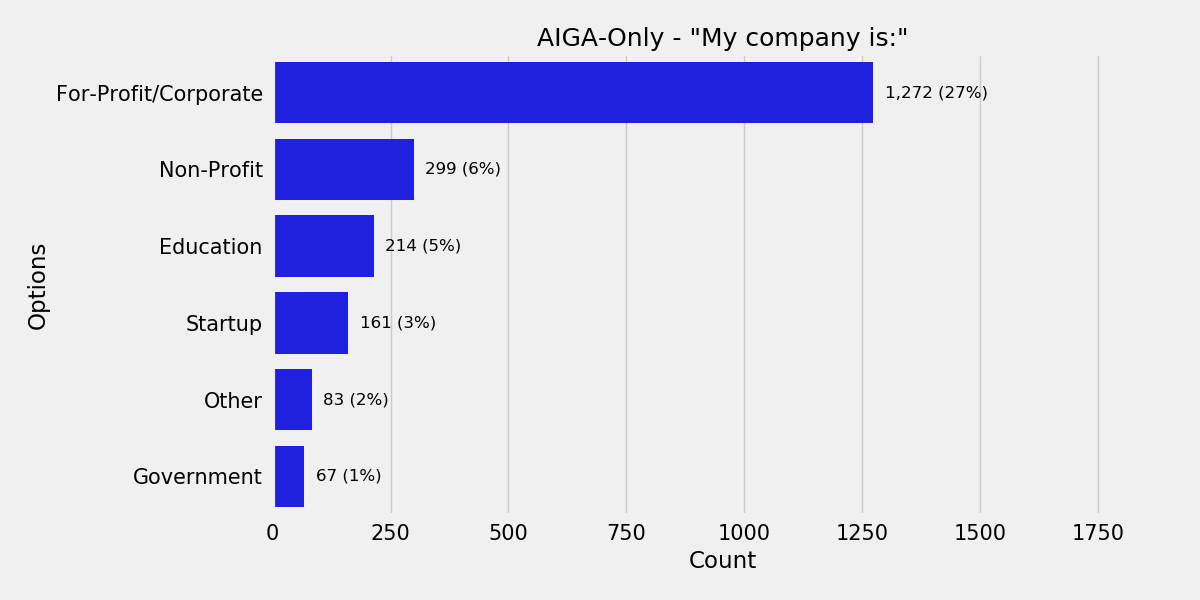 AIGA-Only - "My company is:"
For-Profit/Corporate
1,272 (27%)
Non-Profit
299 (6%)
Education
214 (5%)
Startup
161 (3%)
Other
83 (2%)
Government
67 (1%)
Options
0 250 500 750 1000 1250 1500 1750
Count